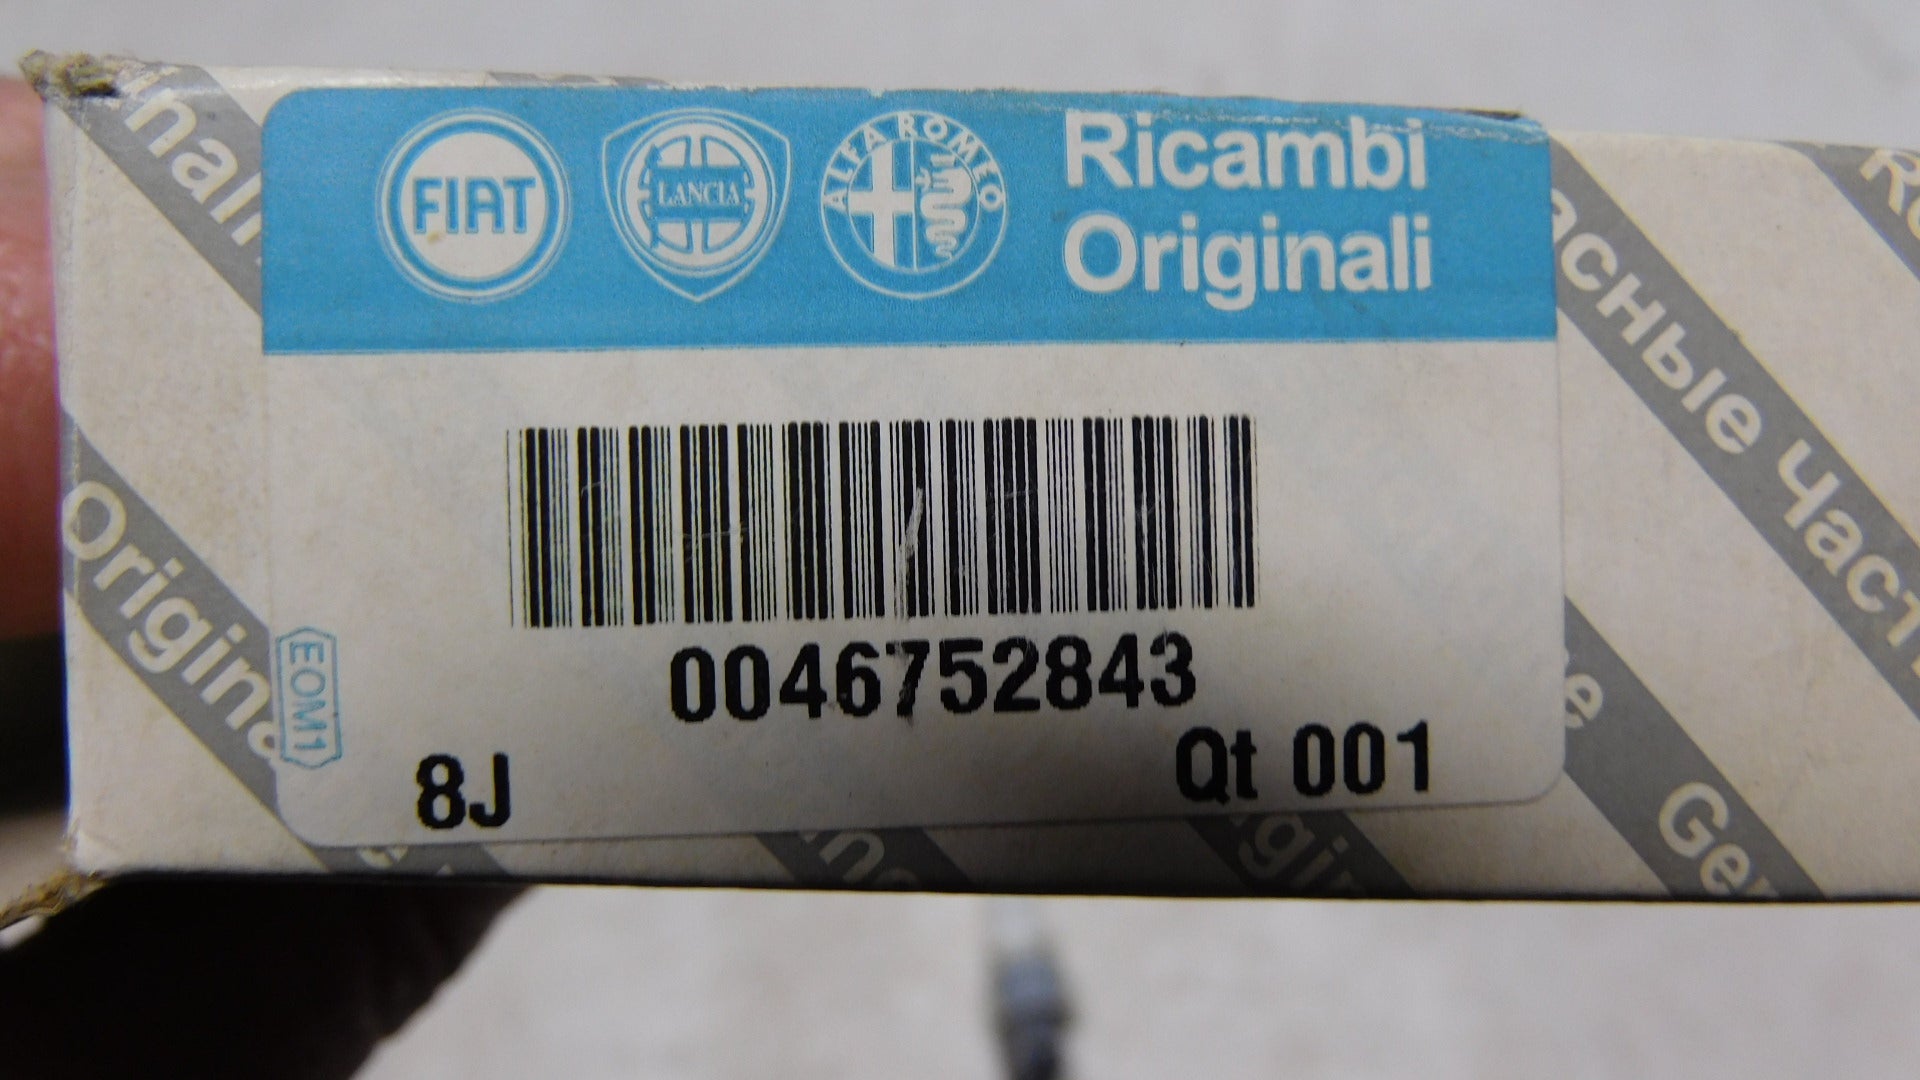 FIAT
LANCIA
ALFA ROMEO
Ricambi
Originali
0046752843
EOM1
8J
Qt 001